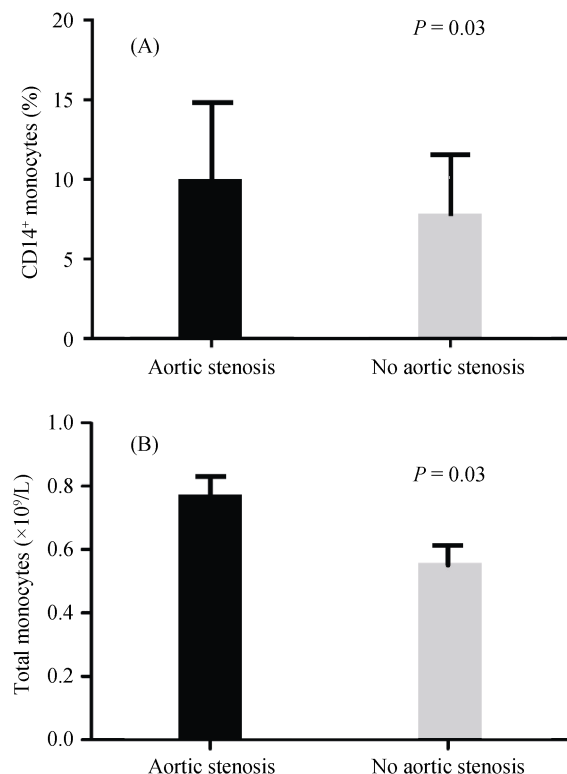 20
(A)
P = 0.03
15
10
5
0
CD14⁺ monocytes (%)
Aortic stenosis
No aortic stenosis
1.0
(B)
P = 0.03
0.8
0.6
0.4
0.2
0.0
Total monocytes (×10⁹/L)
Aortic stenosis
No aortic stenosis